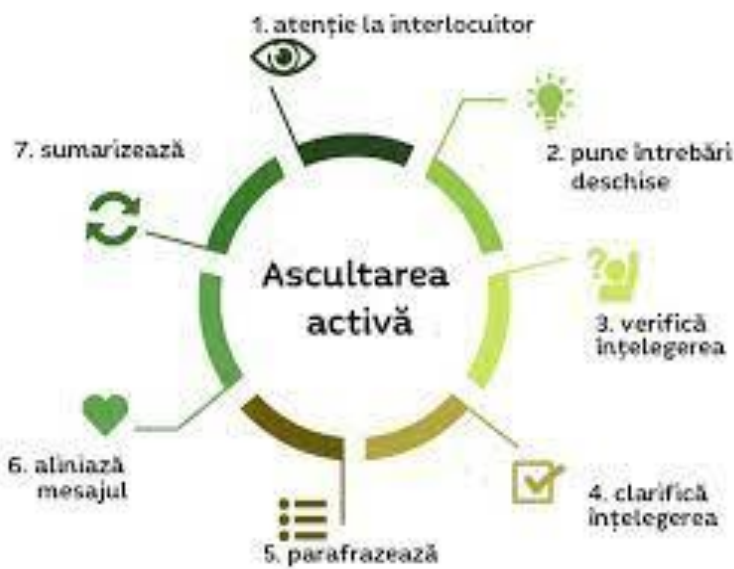 1. atenție la interlocutor
2. pune întrebări
deschise
3. verifică
înțelegerea
4. clarifică
înțelegerea
5. parafrazează
6. aliniază
mesajul
7. sumarizează
Ascultarea
activă
?